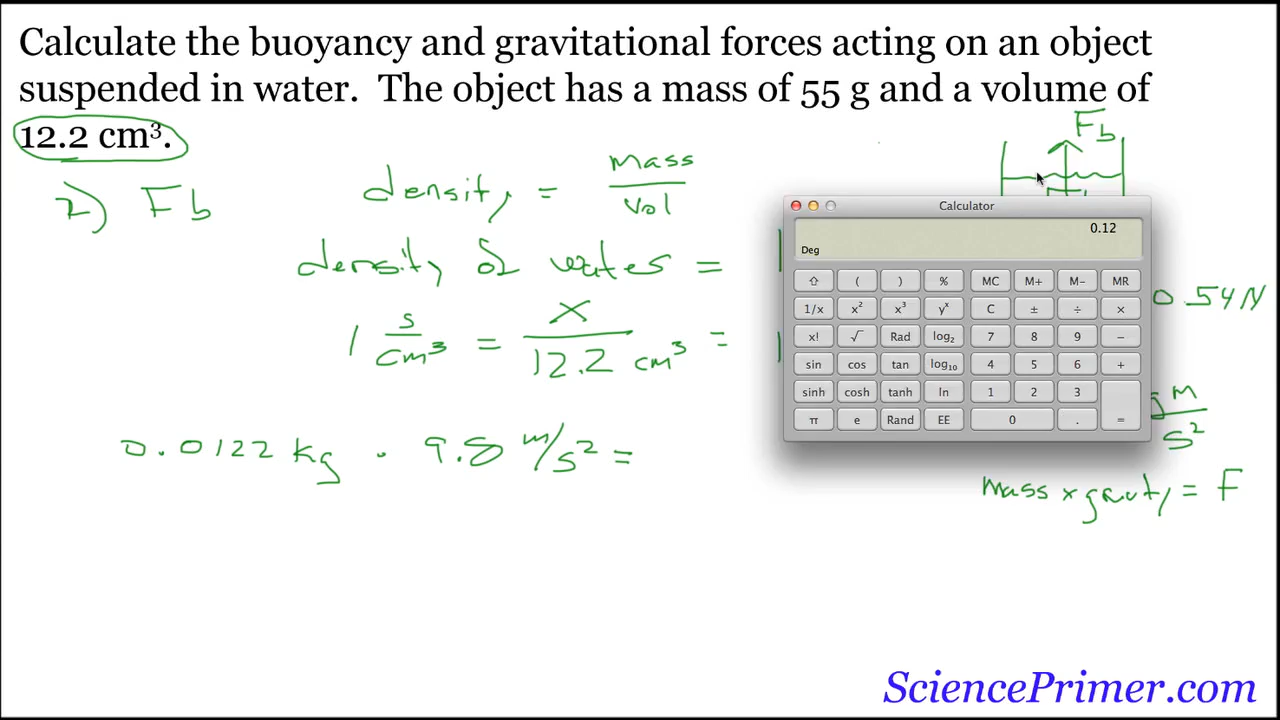 Calculate the buoyancy and gravitational forces acting on an object
suspended in water. The object has a mass of 55 g and a volume of
12.2 cm³.
Fb
2) Fb
density = mass
vol
density of water = 1
1 g/cm³ = X / 12.2 cm³ = 1
0.54 N
0.0122 kg · 9.8 m/s² =
g m
s²
mass x gravity = F
Calculator
0.12
Deg
⇧ ( ) % MC M+ M- MR
1/x x² x³ yˣ C ± ÷ ×
x! √ Rad log₂ 7 8 9 −
sin cos tan log₁₀ 4 5 6 +
sinh cosh tanh ln 1 2 3
π e Rand EE 0 . =
SciencePrimer.com